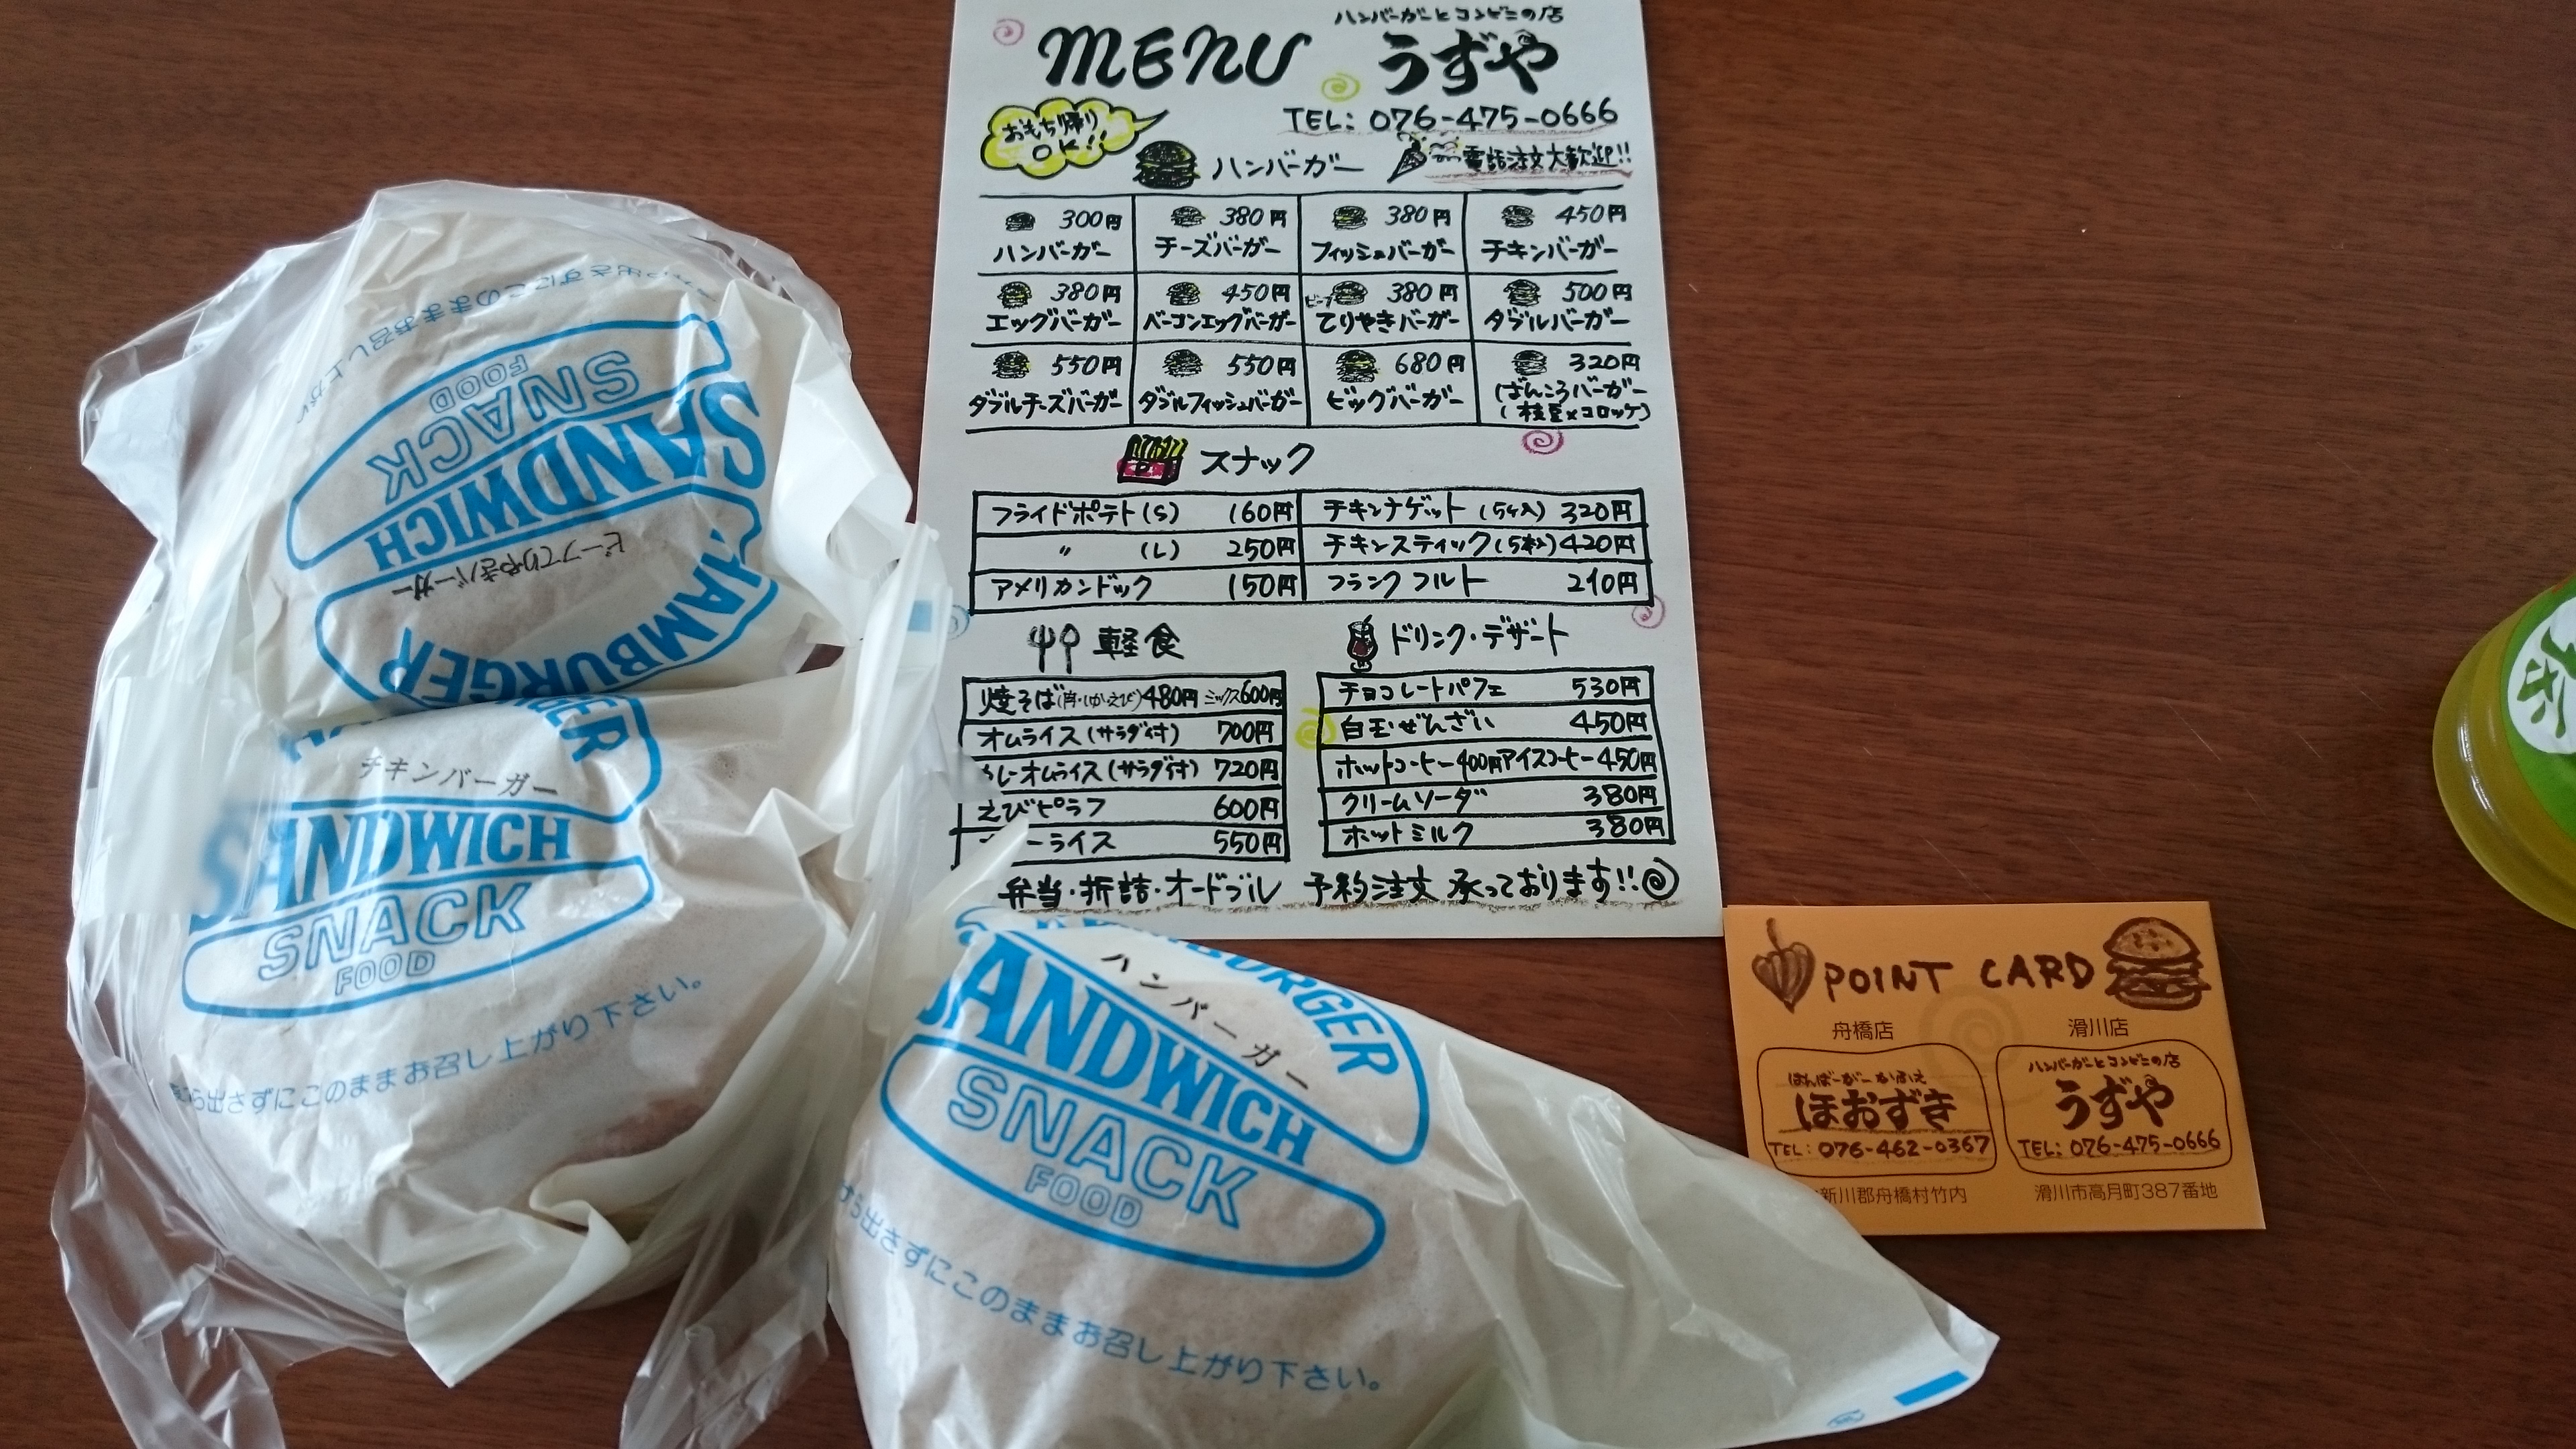 ハンバーガーとコンビニの店
MENU うずや
TEL: 076-475-0666
おもち帰り
OK!!
ハンバーガー
電話注文大歓迎!!
300円 380円 380円 450円
ハンバーガー チーズバーガー フィッシュバーガー チキンバーガー
380円 450円 ビーフ 380円 500円
エッグバーガー ベーコンエッグバーガー てりやきバーガー ダブルバーガー
550円 550円 680円 320円
ダブルチーズバーガー ダブルフィッシュバーガー ビッグバーガー ばんころバーガー
(枝豆×コロッケ)
スナック
フライドポテト(S) 160円 チキンナゲット(5ケ入) 320円
〃 (L) 250円 チキンスティック(5本入) 420円
アメリカンドック 150円 フランクフルト 210円
軽食
焼そば(肉・いか・えび)480円 ミックス600円
オムライス(サラダ付) 700円
カレーオムライス(サラダ付) 720円
えびピラフ 600円
ーライス 550円
ドリンク・デザート
チョコレートパフェ 530円
白玉ぜんざい 450円
ホットコーヒー400円アイスコーヒー450円
クリームソーダ 380円
ホットミルク 380円
弁当・折詰・オードブル 予約注文 承っております!!
このままお召し上がり
SNACK
FOOD
SANDWICH
ビーフてりやきバーガー
HAMBURGER
チキンバーガー
SANDWICH
SNACK
FOOD
から出さずにこのままお召し上がり下さい。
HAMBURGER
ハンバーガー
SANDWICH
SNACK
FOOD
から出さずにこのままお召し上がり下さい。
POINT CARD
舟橋店
はんばーがーかふぇ
ほおずき
TEL: 076-462-0367
新川郡舟橋村竹内
滑川店
ハンバーガーとコンビニの店
うずや
TEL: 076-475-0666
滑川市高月町387番地
茶